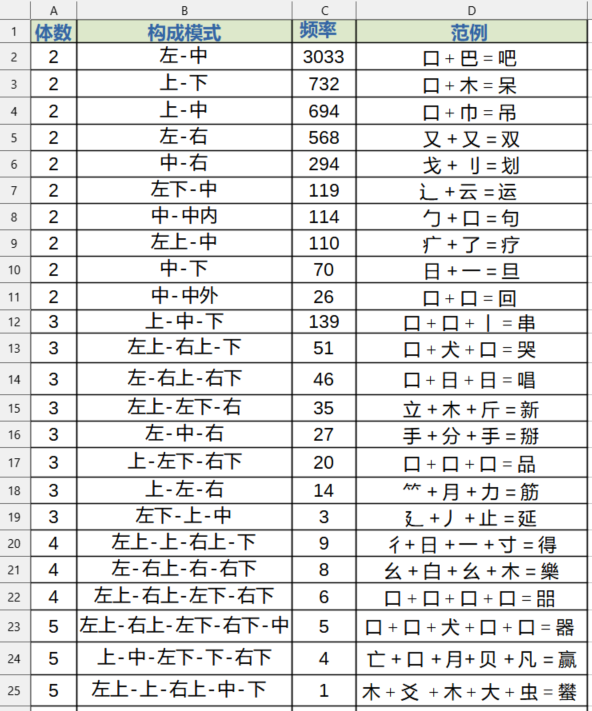 A B C D
1 体数 构成模式 频率 范例
2 2 左-中 3033 口+巴=吧
3 2 上-下 732 口+木=呆
4 2 上-中 694 口+巾=吊
5 2 左-右 568 又+又=双
6 2 中-右 294 戈+刂=划
7 2 左下-中 119 辶+云=运
8 2 中-中内 114 勹+口=句
9 2 左上-中 110 疒+了=疗
10 2 中-下 70 日+一=旦
11 2 中-中外 26 口+口=回
12 3 上-中-下 139 口+口+丨=串
13 3 左上-右上-下 51 口+犬+口=哭
14 3 左-右上-右下 46 口+日+日=唱
15 3 左上-左下-右 35 立+木+斤=新
16 3 左-中-右 27 手+分+手=掰
17 3 上-左下-右下 20 口+口+口=品
18 3 上-左-右 14 ⺮+月+力=筋
19 3 左下-上-中 3 廴+丿+止=延
20 4 左上-上-右上-下 9 彳+日+一+寸=得
21 4 左-右上-右-右下 8 幺+白+幺+木=樂
22 4 左上-右上-左下-右下 6 口+口+口+口=㗊
23 5 左上-右上-左下-右下-中 5 口+口+犬+口+口=器
24 5 上-中-左下-下-右下 4 亡+口+月+贝+凡=赢
25 5 左上-上-右上-中-下 1 木+爻+木+大+虫=蠜